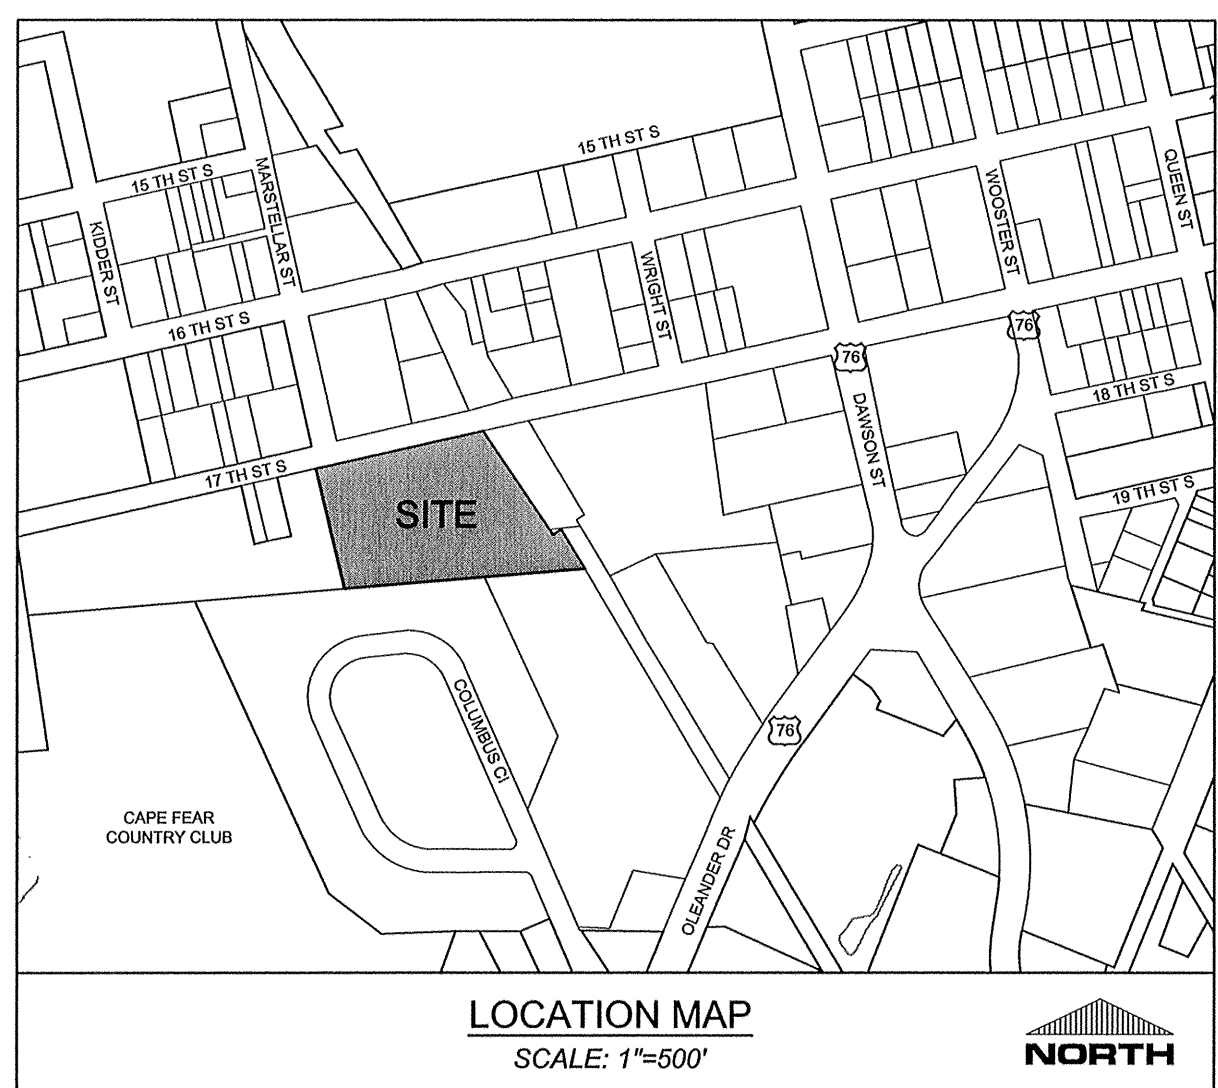 15 TH ST S
15 TH ST S
MARSTELLAR ST
KIDDER ST
QUEEN ST
WOOSTER ST
WRIGHT ST
16 TH ST S
76
76
18 TH ST S
DAWSON ST
17 TH ST S
19 TH ST S
SITE
COLUMBUS CI
76
CAPE FEAR
COUNTRY CLUB
OLEANDER DR
LOCATION MAP
SCALE: 1"=500'
NORTH